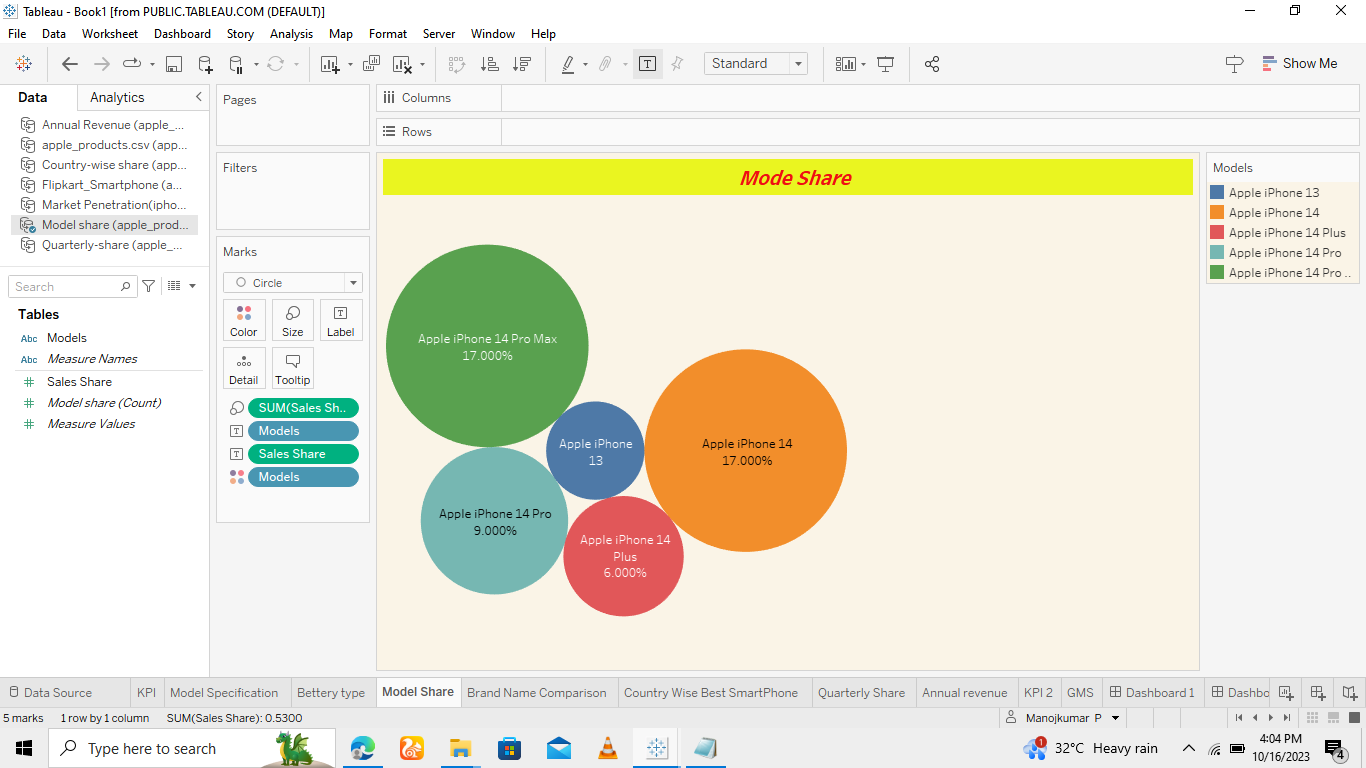 Tableau - Book1 [from PUBLIC.TABLEAU.COM (DEFAULT)]
File Data Worksheet Dashboard Story Analysis Map Format Server Window Help
Standard
Show Me
Data Analytics
Annual Revenue (apple_...
apple_products.csv (app...
Country-wise share (app...
Flipkart_Smartphone (a...
Market Penetration(ipho...
Model share (apple_prod...
Quarterly-share (apple_...
Search
Tables
Abc Models
Abc Measure Names
# Sales Share
# Model share (Count)
# Measure Values
Pages
Filters
Marks
Circle
Color Size Label
Detail Tooltip
SUM(Sales Sh..
Models
Sales Share
Models
Columns
Rows
Mode Share
Apple iPhone 14 Pro Max
17.000%
Apple iPhone
13
Apple iPhone 14
17.000%
Apple iPhone 14 Pro
9.000%
Apple iPhone 14
Plus
6.000%
Models
Apple iPhone 13
Apple iPhone 14
Apple iPhone 14 Plus
Apple iPhone 14 Pro
Apple iPhone 14 Pro ..
Data Source KPI Model Specification Bettery type Model Share Brand Name Comparison Country Wise Best SmartPhone Quarterly Share Annual revenue KPI 2 GMS Dashboard 1 Dashbo
5 marks 1 row by 1 column SUM(Sales Share): 0.5300
Manojkumar P
Type here to search
1
32°C Heavy rain
4:04 PM
10/16/2023
4